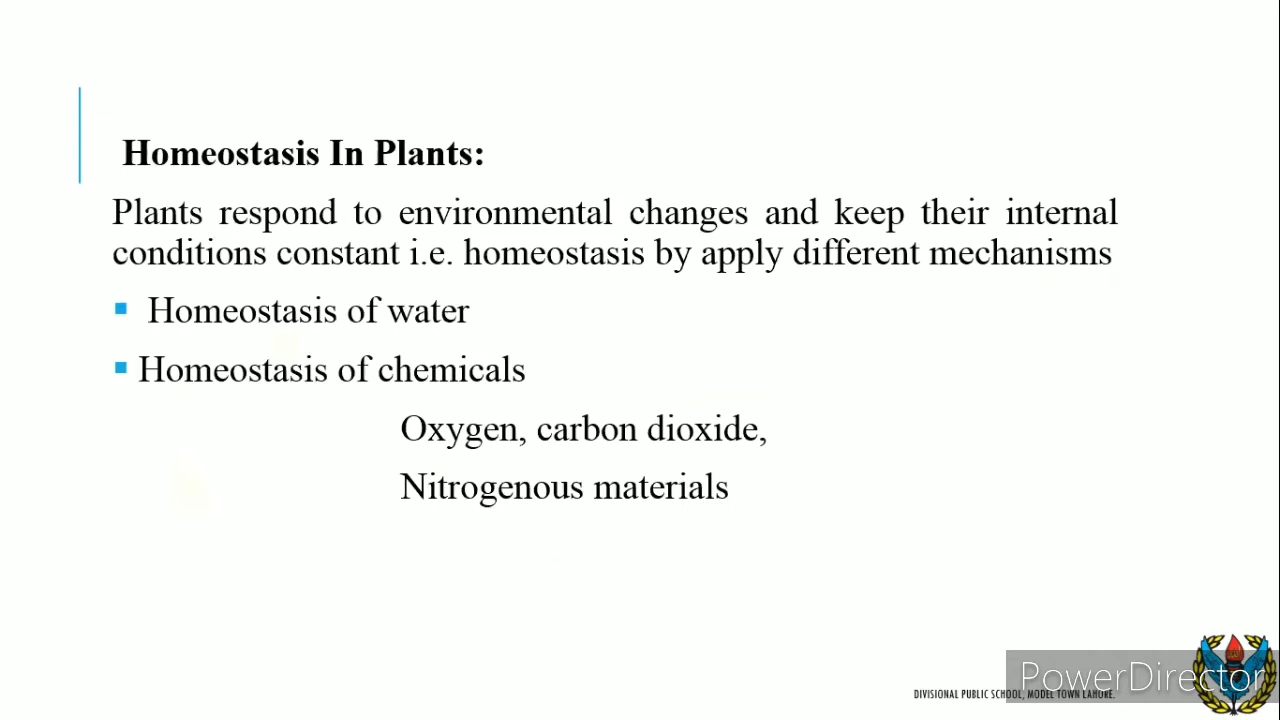 Homeostasis In Plants:
Plants respond to environmental changes and keep their internal
conditions constant i.e. homeostasis by apply different mechanisms
Homeostasis of water
Homeostasis of chemicals
Oxygen, carbon dioxide,
Nitrogenous materials
PowerDirector
DIVISIONAL PUBLIC SCHOOL, MODEL TOWN LAHORE.